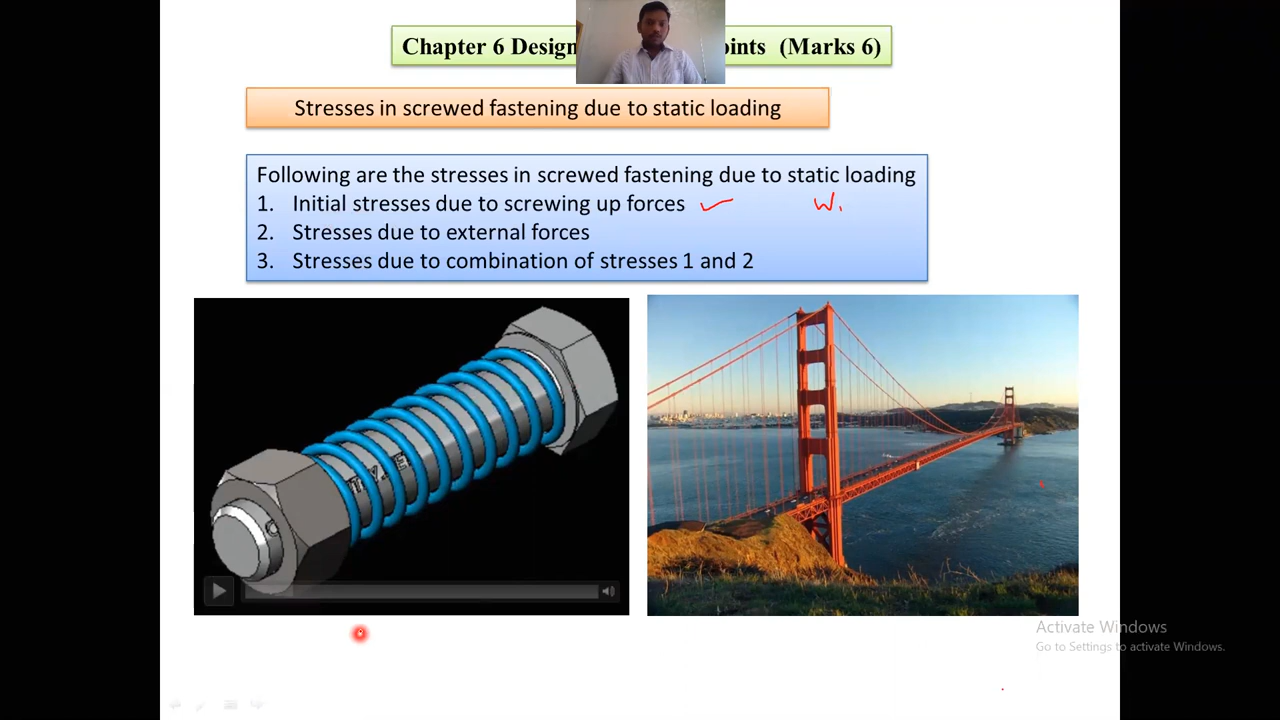 Chapter 6 Design oints (Marks 6)
Stresses in screwed fastening due to static loading
Following are the stresses in screwed fastening due to static loading
1. Initial stresses due to screwing up forces W.
2. Stresses due to external forces
3. Stresses due to combination of stresses 1 and 2
Activate Windows
Go to Settings to activate Windows.